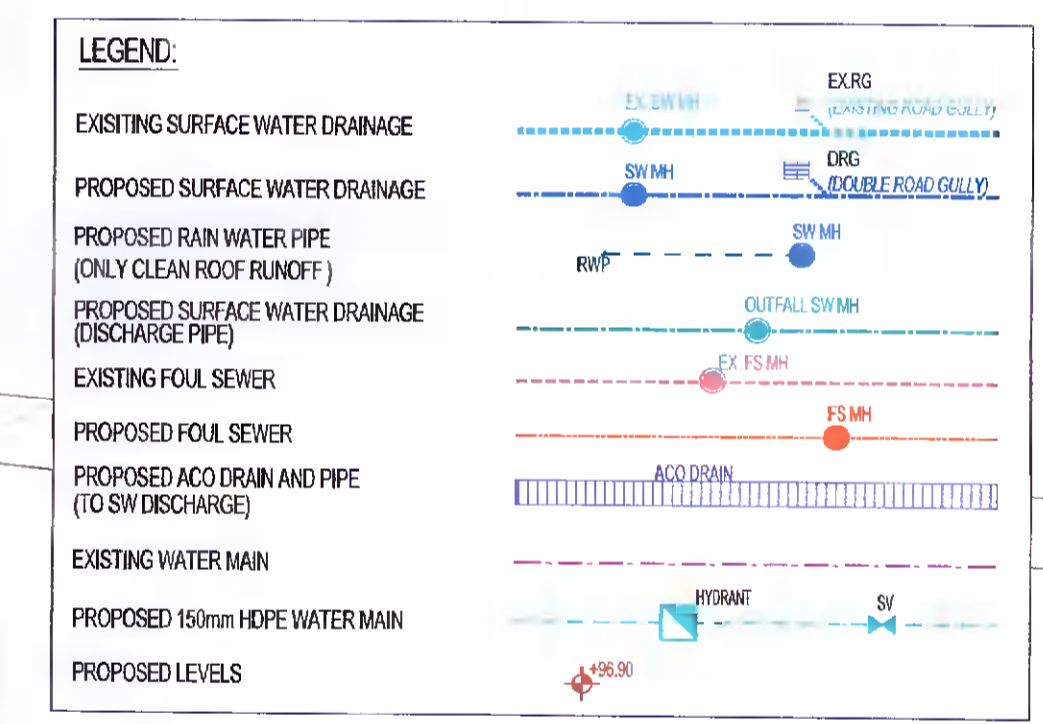 LEGEND:
EXISITING SURFACE WATER DRAINAGE
EX. SW MH
EX.RG
(EXISTING ROAD GULLY)
PROPOSED SURFACE WATER DRAINAGE
SW MH
DRG
(DOUBLE ROAD GULLY)
PROPOSED RAIN WATER PIPE
(ONLY CLEAN ROOF RUNOFF )
RWP
SW MH
PROPOSED SURFACE WATER DRAINAGE
(DISCHARGE PIPE)
OUTFALL SW MH
EXISTING FOUL SEWER
EX. FS MH
PROPOSED FOUL SEWER
FS MH
PROPOSED ACO DRAIN AND PIPE
(TO SW DISCHARGE)
ACO DRAIN
EXISTING WATER MAIN
PROPOSED 150mm HDPE WATER MAIN
HYDRANT
SV
PROPOSED LEVELS
+96.90